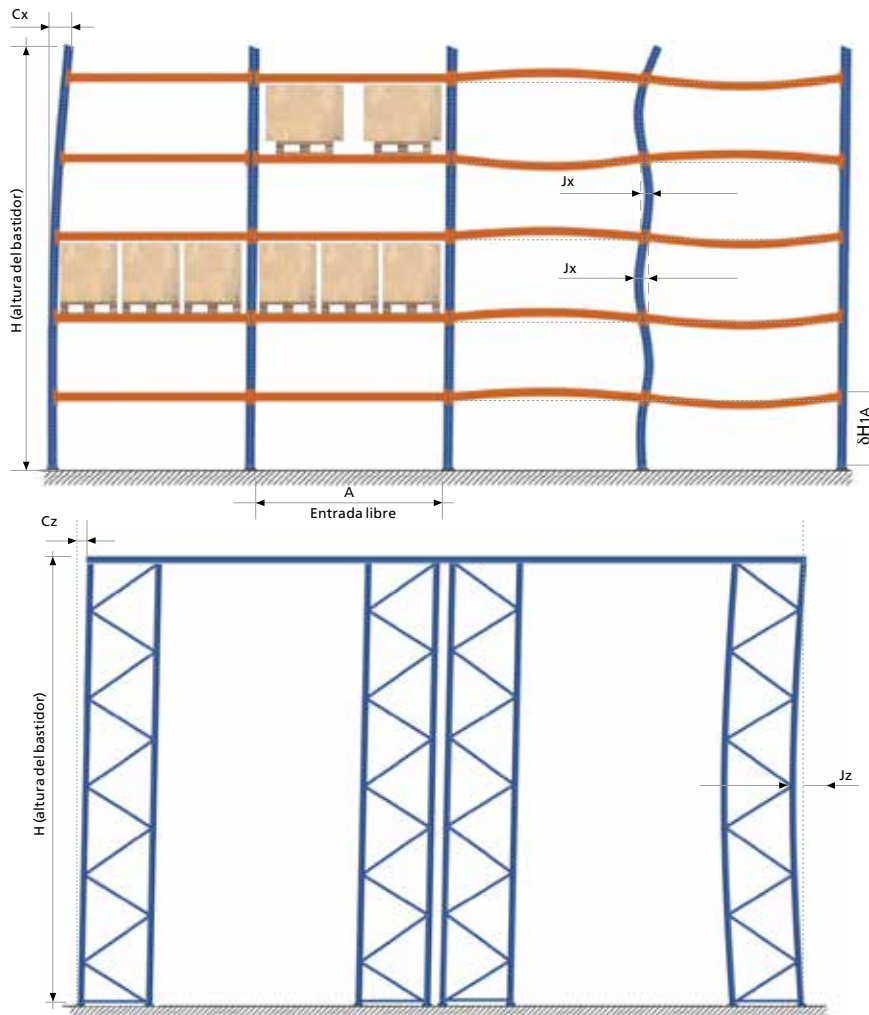 Cx
H (altura del bastidor)
Jx
Jx
δH1A
A
Entrada libre
Cz
H (altura del bastidor)
Jz